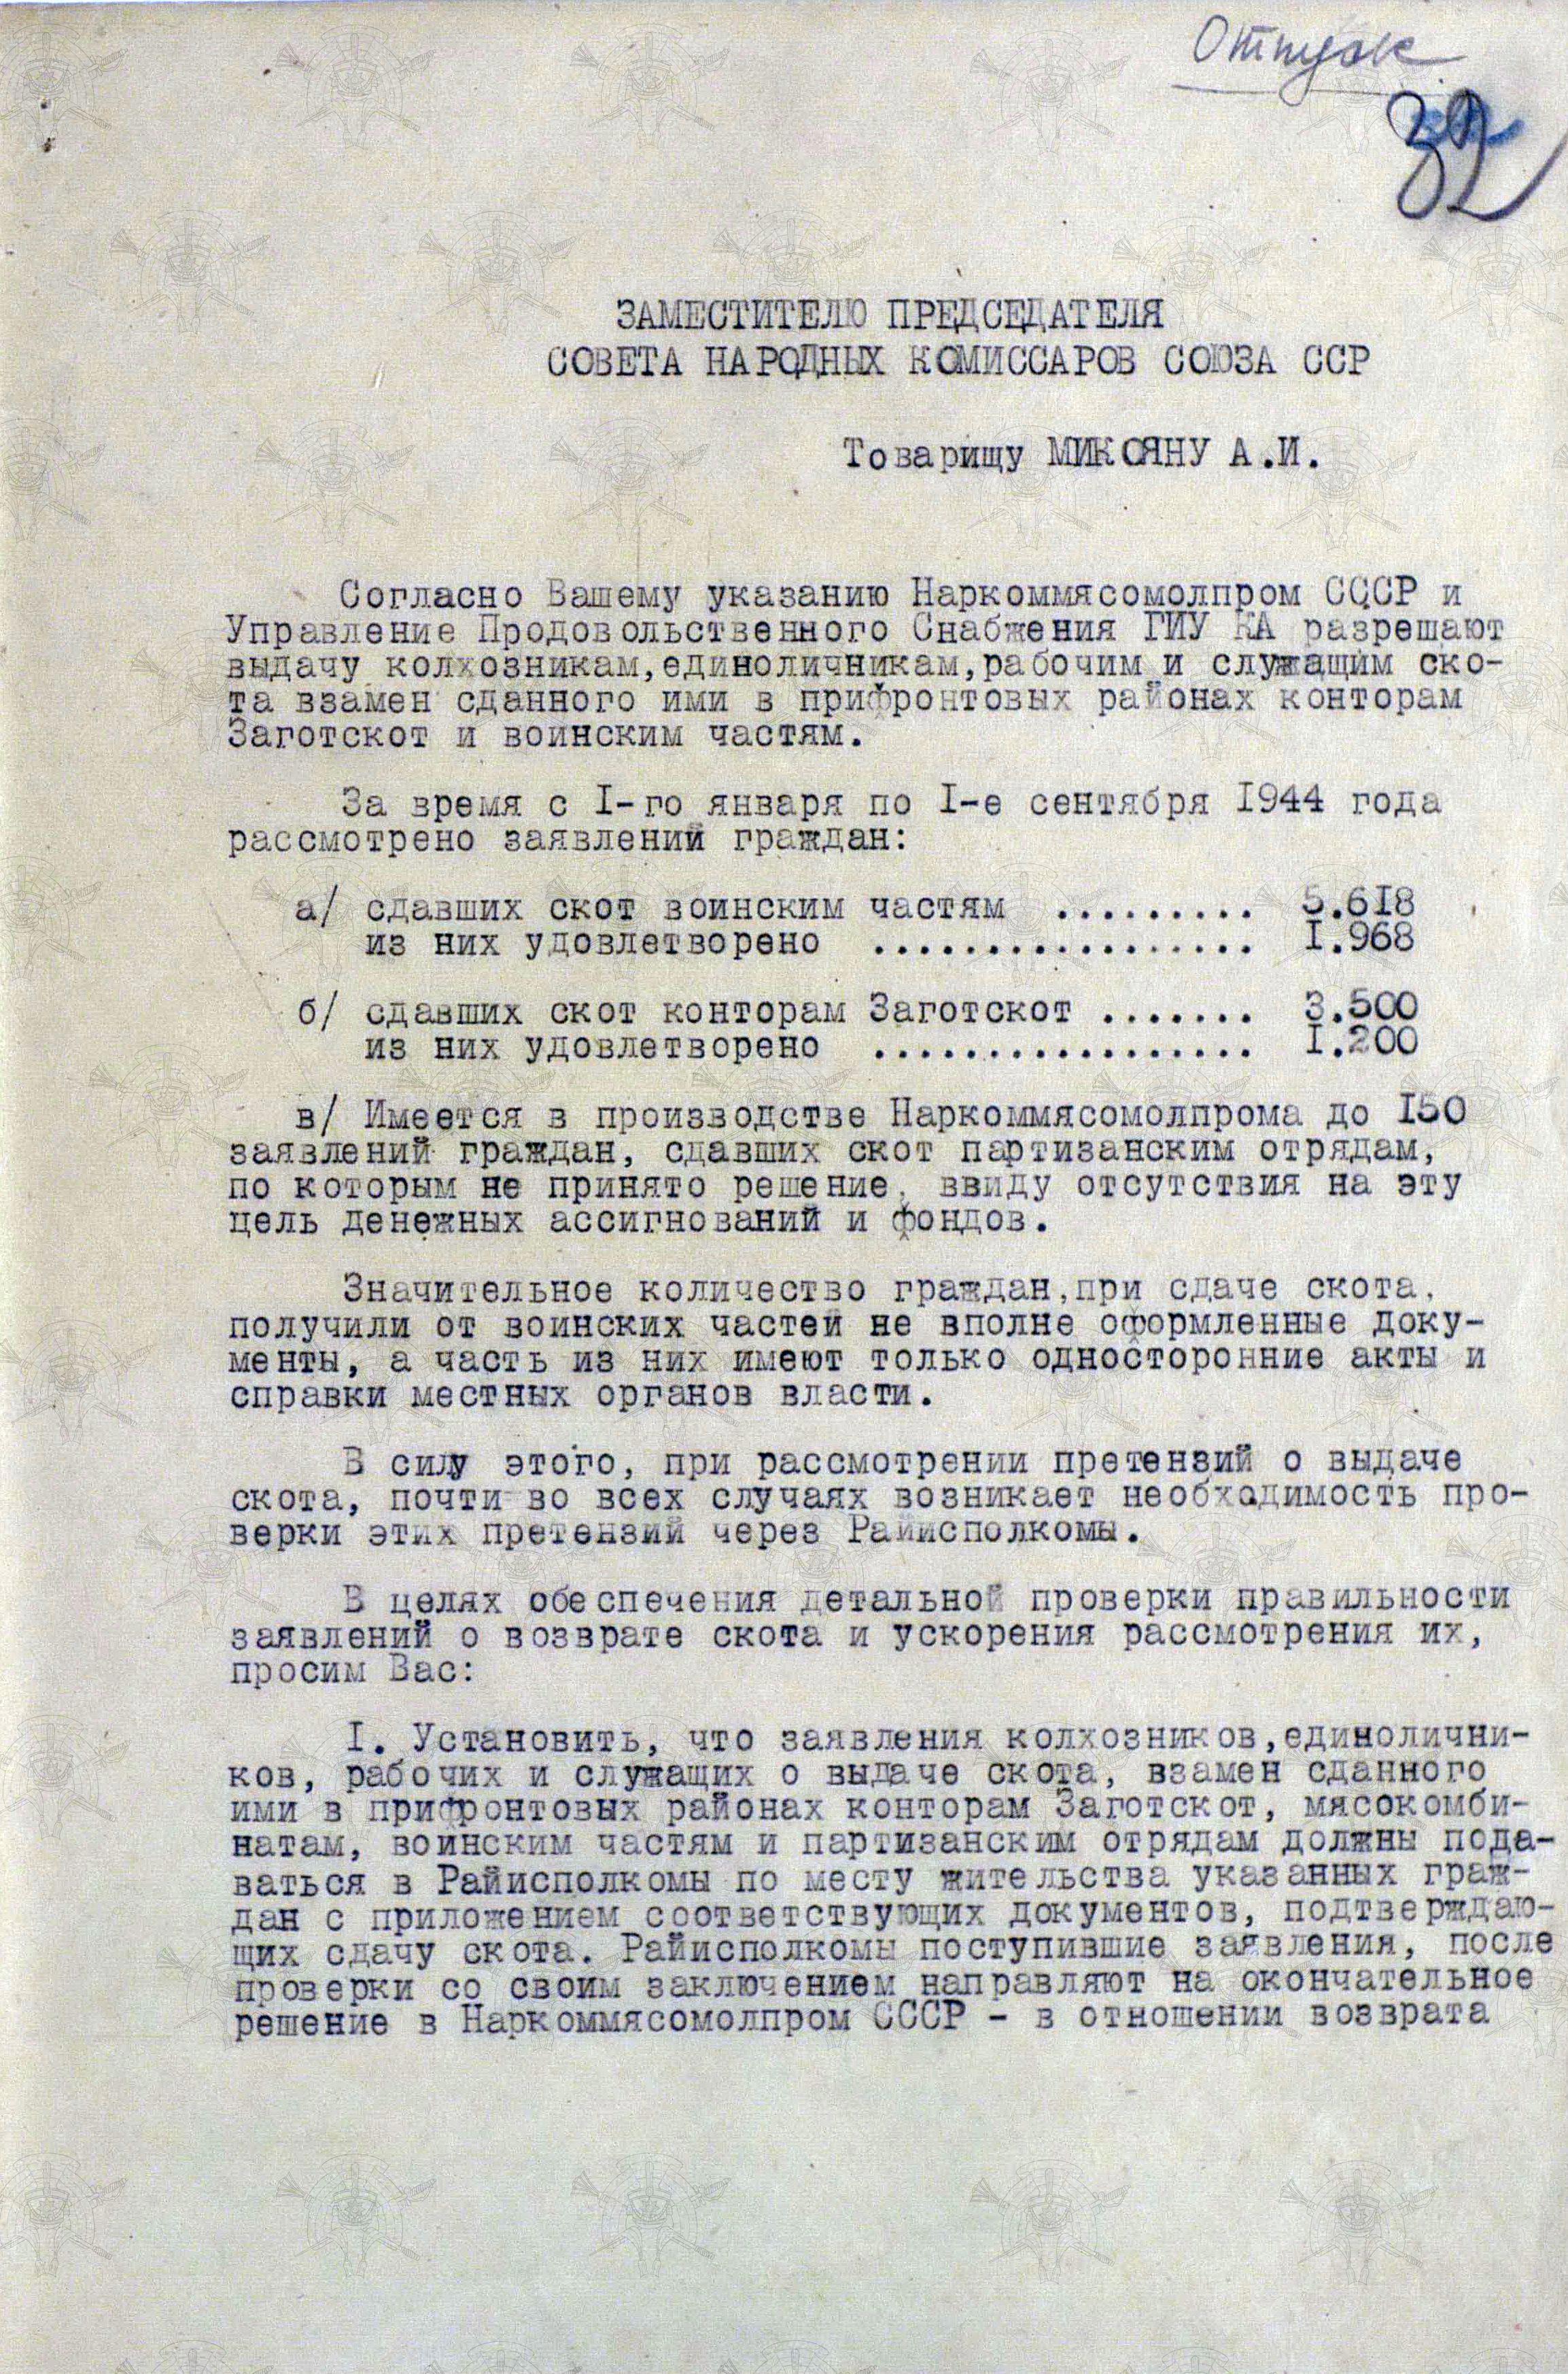 Отпуск
32
ЗАМЕСТИТЕЛЮ ПРЕДСЕДАТЕЛЯ
СОВЕТА НАРОДНЫХ КОМИССАРОВ СОЮЗА ССР
Товарищу МИКОЯНУ А.И.
Согласно Вашему указанию Наркоммясомолпром СССР и
Управление Продовольственного Снабжения ГИУ КА разрешают
выдачу колхозникам,единоличникам,рабочим и служащим ско-
та взамен сданного ими в прифронтовых районах конторам
Заготскот и воинским частям.
За время с I-го января по I-е сентября I944 года
рассмотрено заявлений граждан:
а/ сдавших скот воинским частям ......... 5.6I8
из них удовлетворено ................. I.968
б/ сдавших скот конторам Заготскот ....... 3.500
из них удовлетворено ................. I.200
в/ Имеется в производстве Наркоммясомолпрома до I50
заявлений граждан, сдавших скот партизанским отрядам,
по которым не принято решение, ввиду отсутствия на эту
цель денежных ассигнований и фондов.
Значительное количество граждан,при сдаче скота,
получили от воинских частей не вполне оформленные доку-
менты, а часть из них имеют только односторонние акты и
справки местных органов власти.
В силу этого, при рассмотрении претензий о выдаче
скота, почти во всех случаях возникает необходимость про-
верки этих претензий через Райисполкомы.
В целях обеспечения детальной проверки правильности
заявлений о возврате скота и ускорения рассмотрения их,
просим Вас:
I. Установить, что заявления колхозников,единолични-
ков, рабочих и служащих о выдаче скота, взамен сданного
ими в прифронтовых районах конторам Заготскот, мясокомби-
натам, воинским частям и партизанским отрядам должны пода-
ваться в Райисполкомы по месту жительства указанных граж-
дан с приложением соответствующих документов, подтверждаю-
щих сдачу скота. Райисполкомы поступившие заявления, после
проверки со своим заключением направляют на окончательное
решение в Наркоммясомолпром СССР - в отношении возврата